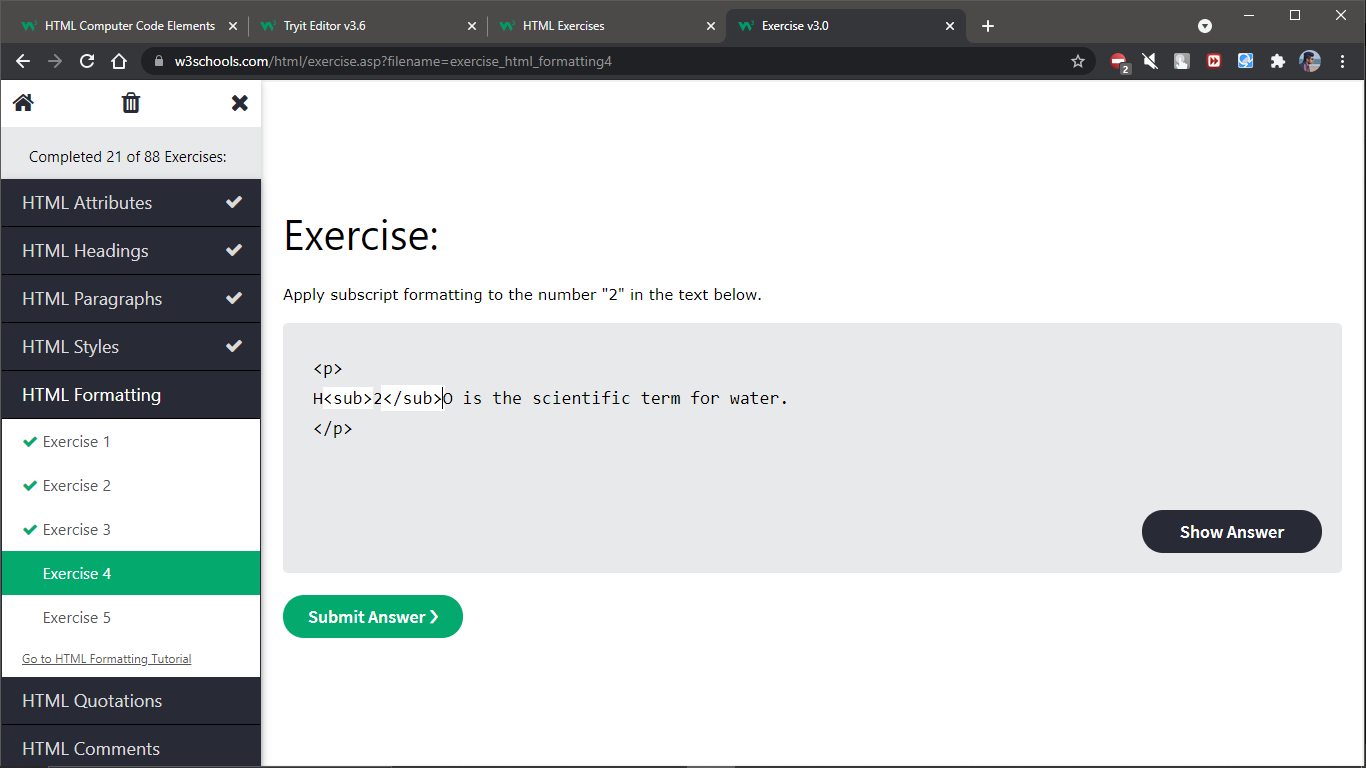 HTML Computer Code Elements
Tryit Editor v3.6
HTML Exercises
Exercise v3.0
w3schools.com/html/exercise.asp?filename=exercise_html_formatting4
2
Completed 21 of 88 Exercises:
HTML Attributes
HTML Headings
HTML Paragraphs
HTML Styles
HTML Formatting
Exercise 1
Exercise 2
Exercise 3
Exercise 4
Exercise 5
Go to HTML Formatting Tutorial
HTML Quotations
HTML Comments
Exercise:
Apply subscript formatting to the number "2" in the text below.
<p>
H<sub>2</sub>O is the scientific term for water.
</p>
Show Answer
Submit Answer ❯